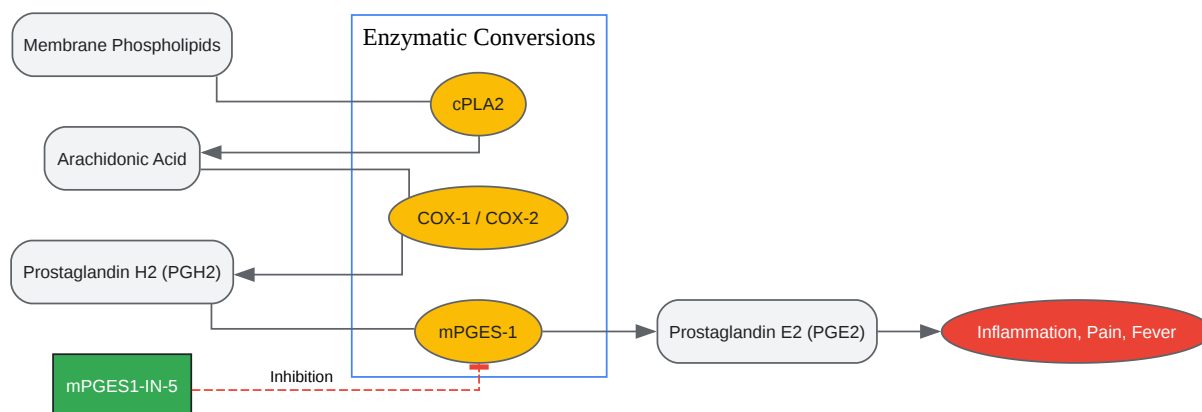 Enzymatic Conversions
Membrane Phospholipids
cPLA2
Arachidonic Acid
COX-1 / COX-2
Prostaglandin H2 (PGH2)
mPGES-1
Prostaglandin E2 (PGE2)
Inflammation, Pain, Fever
mPGES1-IN-5
Inhibition